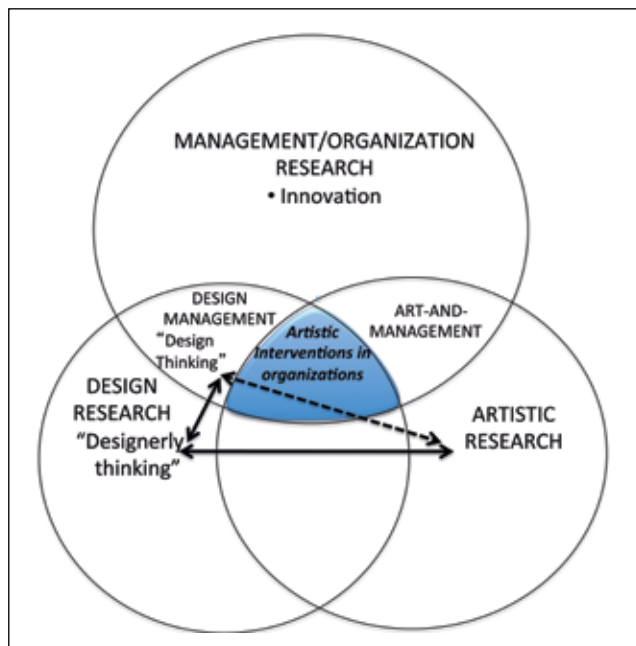 MANAGEMENT/ORGANIZATION
RESEARCH
• Innovation
DESIGN
MANAGEMENT
"Design
Thinking"
Artistic
Interventions in
organizations
ART-AND-
MANAGEMENT
DESIGN
RESEARCH
"Designerly
thinking"
ARTISTIC
RESEARCH